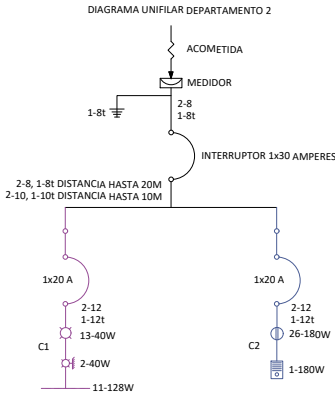 DIAGRAMA UNIFILAR DEPARTAMENTO 2
ACOMETIDA
MEDIDOR
1-8t
2-8
1-8t
INTERRUPTOR 1x30 AMPERES
2-8, 1-8t DISTANCIA HASTA 20M
2-10, 1-10t DISTANCIA HASTA 10M
1x20 A
2-12
1-12t
13-40W
C1
2-40W
11-128W
1x20 A
2-12
1-12t
26-180W
C2
1-180W